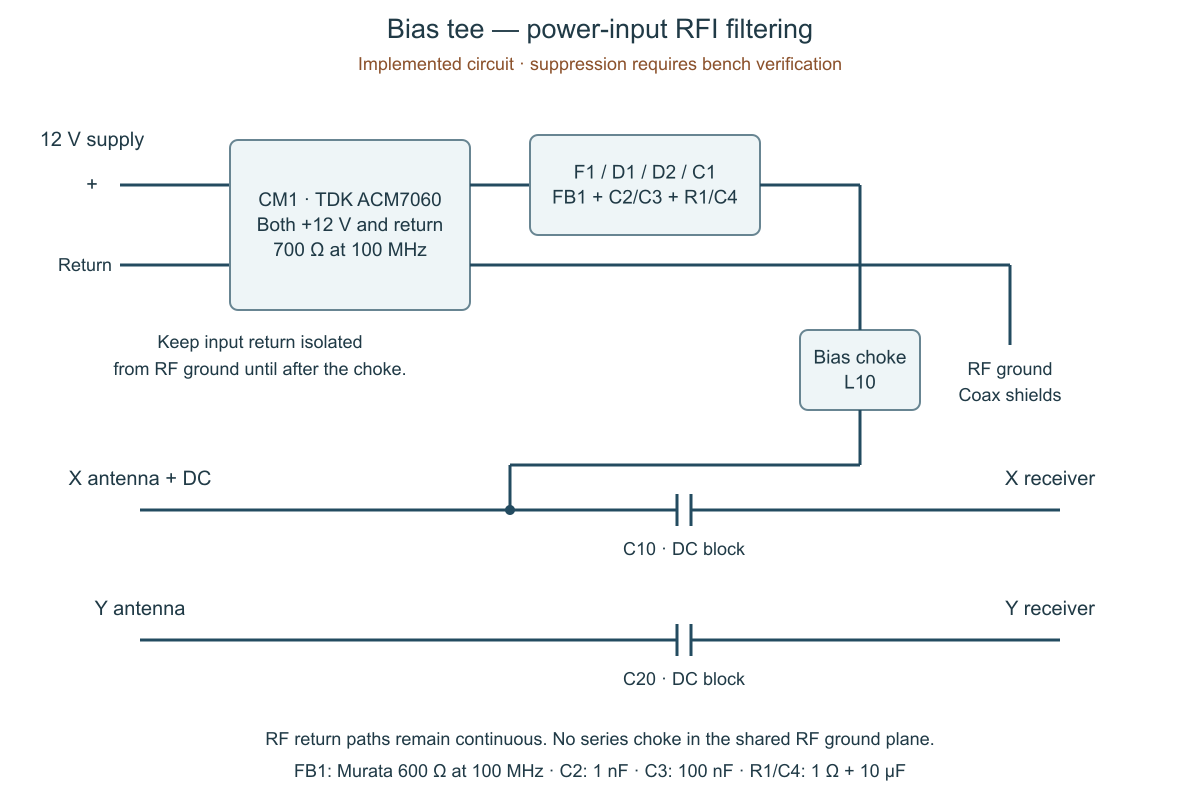 Bias tee — power-input RFI filtering
Implemented circuit · suppression requires bench verification
12 V supply
+
Return
CM1 · TDK ACM7060
Both +12 V and return
700 Ω at 100 MHz
F1 / D1 / D2 / C1
FB1 + C2/C3 + R1/C4
Keep input return isolated
from RF ground until after the choke.
Bias choke
L10
RF ground
Coax shields
X antenna + DC
X receiver
C10 · DC block
Y antenna
Y receiver
C20 · DC block
RF return paths remain continuous. No series choke in the shared RF ground plane.
FB1: Murata 600 Ω at 100 MHz · C2: 1 nF · C3: 100 nF · R1/C4: 1 Ω + 10 µF